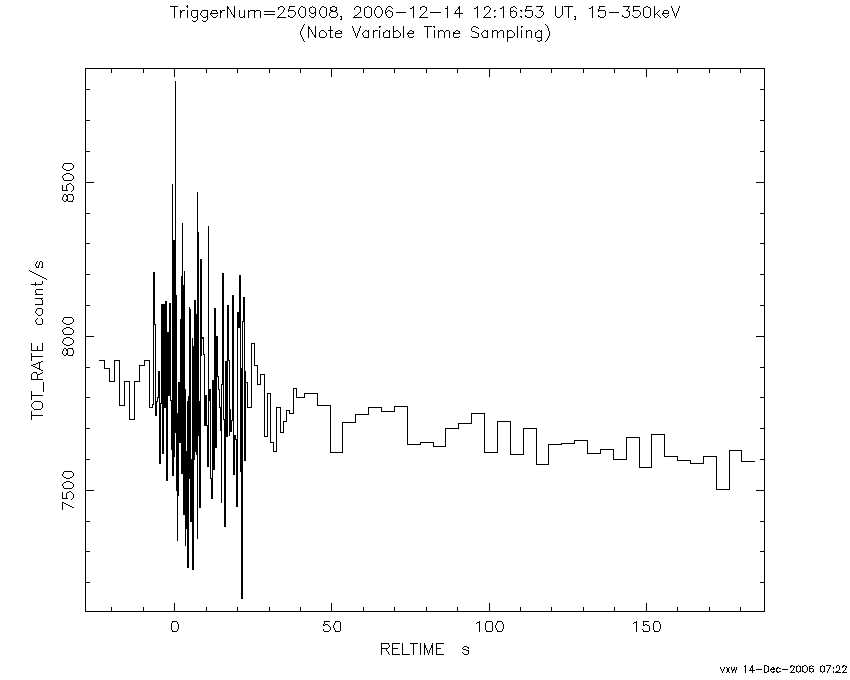 TriggerNum=250908, 2006-12-14 12:16:53 UT, 15-350keV
(Note Variable Time Sampling)
TOT_RATE count/s
8500
8000
7500
0 50 100 150
RELTIME s
vxw 14-Dec-2006 07:22